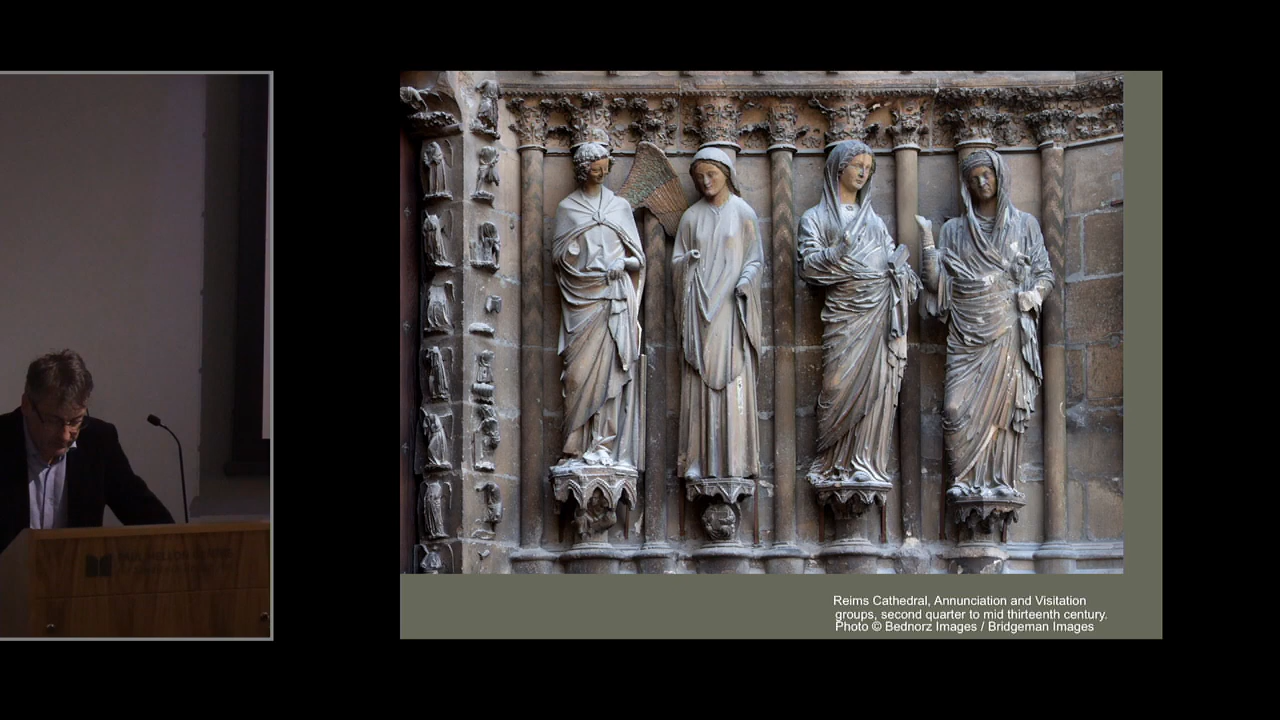 Reims Cathedral, Annunciation and Visitation
groups, second quarter to mid thirteenth century.
Photo © Bednorz Images / Bridgeman Images